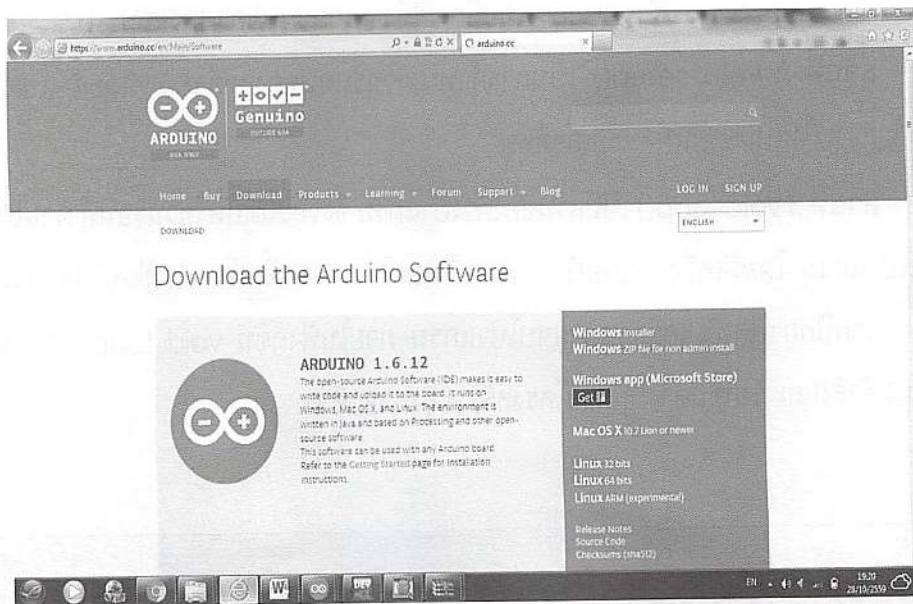 https://www.arduino.cc/en/Main/Software
arduino.cc
ARDUINO
USA ONLY
Genuino
OUTSIDE USA
Home Buy Download Products Learning Forum Support Blog
LOG IN SIGN UP
DOWNLOAD
ENGLISH
Download the Arduino Software
ARDUINO 1.6.12
The open-source Arduino Software (IDE) makes it easy to
write code and upload it to the board. It runs on
Windows, Mac OS X, and Linux. The environment is
written in Java and based on Processing and other open-
source software.
This software can be used with any Arduino board.
Refer to the Getting Started page for Installation
instructions.
Windows Installer
Windows ZIP file for non admin install
Windows app (Microsoft Store)
Get
Mac OS X 10.7 Lion or newer
Linux 32 bits
Linux 64 bits
Linux ARM (experimental)
Release Notes
Source Code
Checksums (sha512)
W
DEV
EN
19:20
28/10/2559